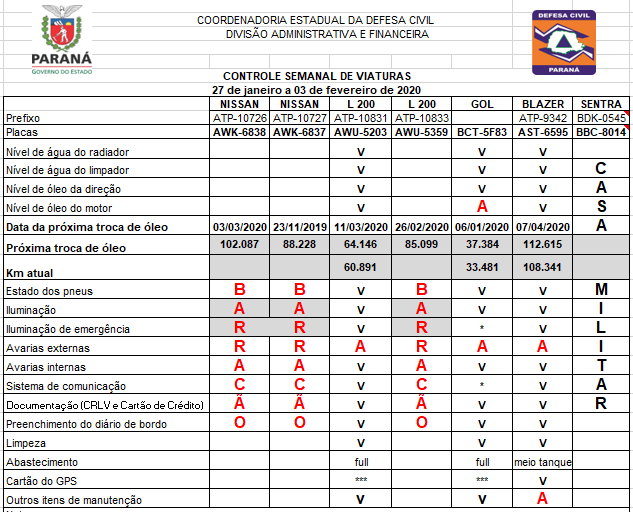 PARANÁ
GOVERNO DO ESTADO
COORDENADORIA ESTADUAL DA DEFESA CIVIL
DIVISÃO ADMINISTRATIVA E FINANCEIRA
DEFESA CIVIL
PARANÁ
CONTROLE SEMANAL DE VIATURAS
27 de janeiro a 03 de fevereiro de 2020
NISSAN NISSAN L 200 L 200 GOL BLAZER SENTRA
Prefixo ATP-10726 ATP-10727 ATP-10831 ATP-10833 ATP-9342 BDK-0545
Placas AWK-6838 AWK-6837 AWU-5203 AWU-5359 BCT-5F83 AST-6595 BBC-8014
Nível de água do radiador v v v
Nível de água do limpador v v v C
Nível de óleo da direção v v v A
Nível de óleo do motor v A v S
Data da próxima troca de óleo 03/03/2020 23/11/2019 11/03/2020 26/02/2020 06/01/2020 07/04/2020 A
Próxima troca de óleo 102.087 88.228 64.146 85.099 37.384 112.615
Km atual 60.891 33.481 108.341
Estado dos pneus B B v B v v M
Iluminação A A v A v v I
Iluminação de emergência R R v R * v L
Avarias externas R R A R A A I
Avarias internas A A v A v v T
Sistema de comunicação C C v C * v A
Documentação (CRLV e Cartão de Crédito) Ã Ã v Ã v v R
Preenchimento do diário de bordo O O v O v v
Limpeza v v v
Abastecimento full full meio tanque
Cartão do GPS *** *** v
Outros itens de manutenção v v A